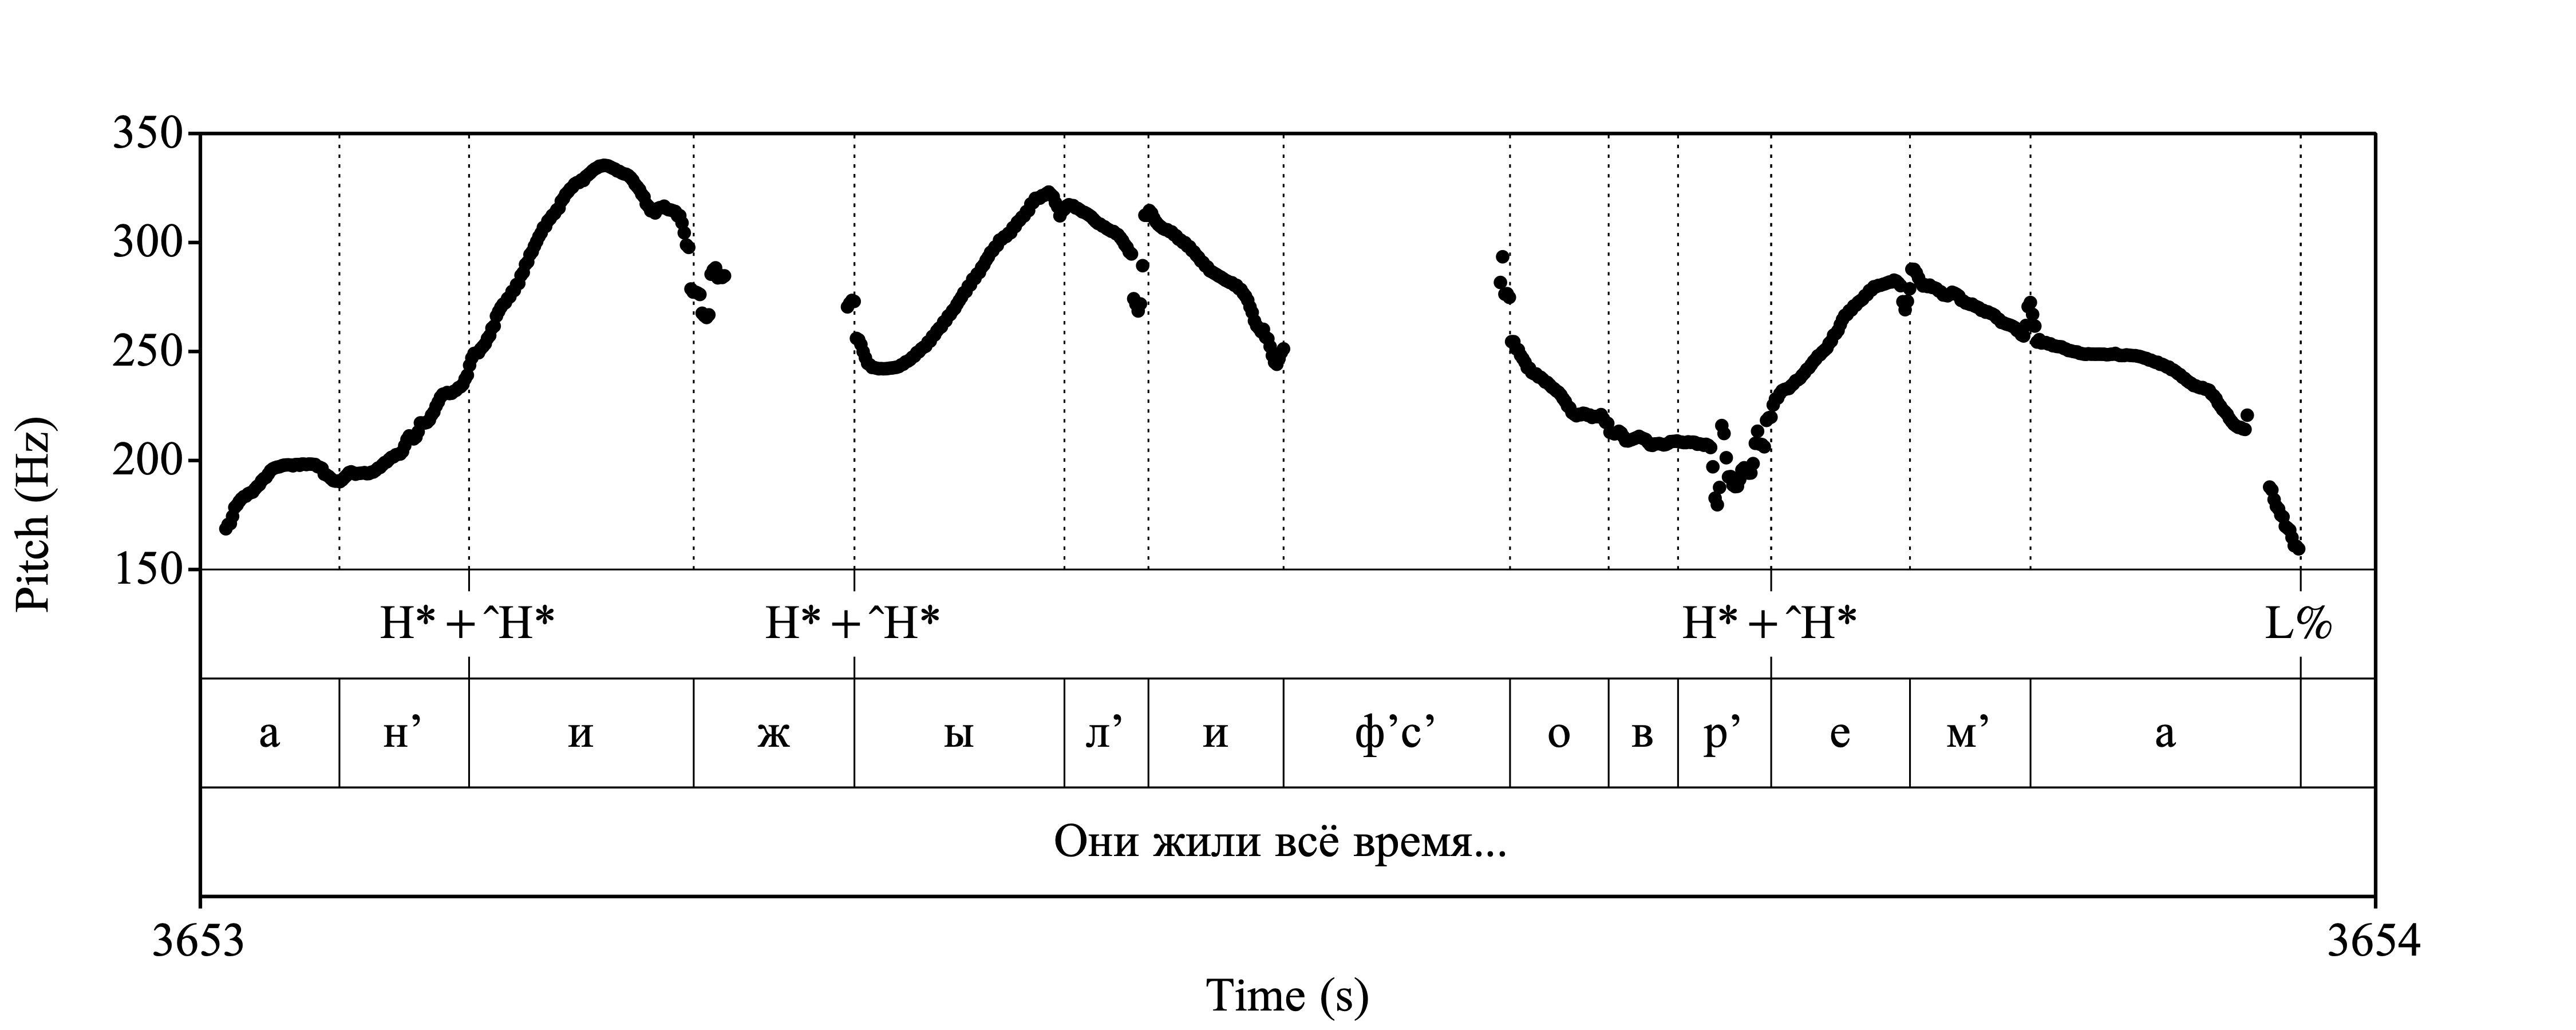 350
300
250
200
150
Pitch (Hz)
H* + ^H* H* + ^H* H* + ^H* L%
а н’ и ж ы л’ и ф’с’ о в р’ е м’ а
Они жили всё время...
3653 3654
Time (s)